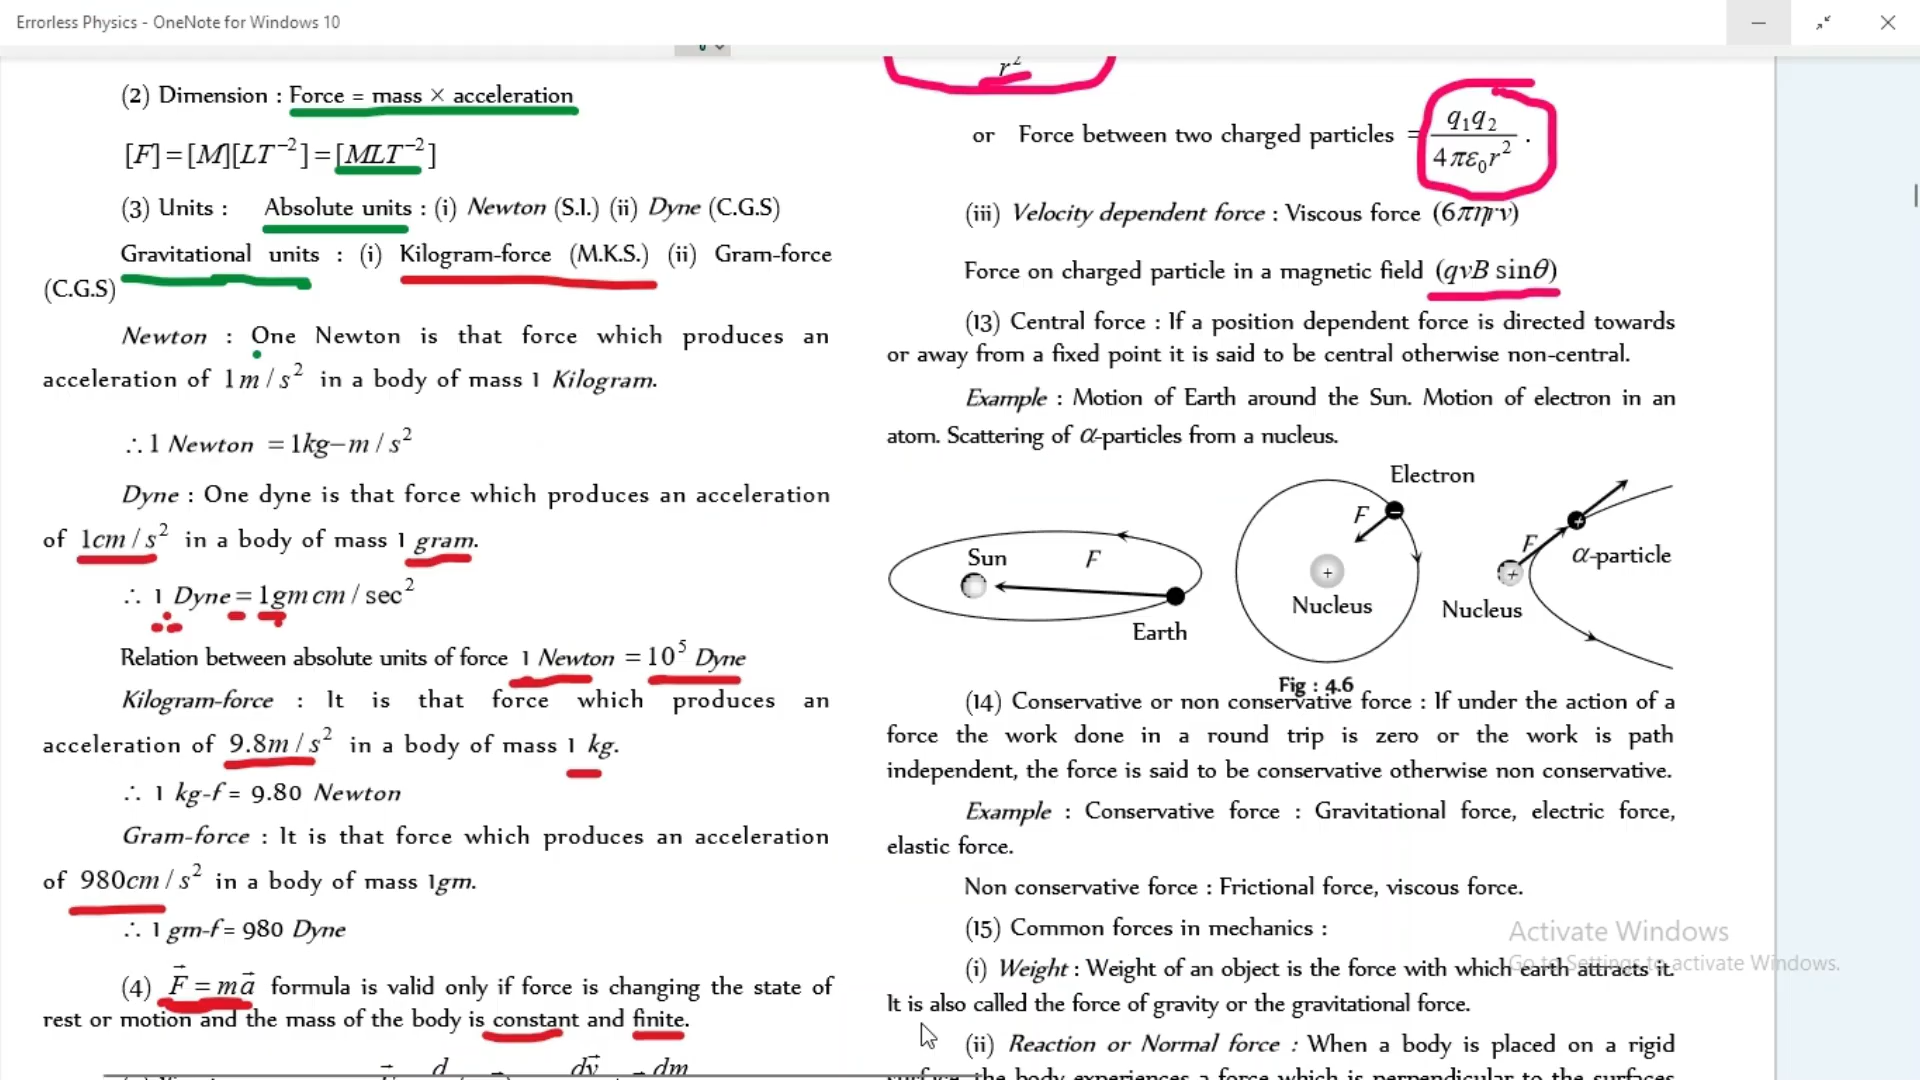 Errorless Physics - OneNote for Windows 10
(2) Dimension : Force = mass × acceleration
[F] = [M][LT⁻²] = [MLT⁻²]
(3) Units : Absolute units : (i) Newton (S.I.) (ii) Dyne (C.G.S)
Gravitational units : (i) Kilogram-force (M.K.S.) (ii) Gram-force
(C.G.S)
Newton : One Newton is that force which produces an
acceleration of 1m / s² in a body of mass 1 Kilogram.
∴ 1 Newton = 1kg−m / s²
Dyne : One dyne is that force which produces an acceleration
of 1cm / s² in a body of mass 1 gram.
∴ 1 Dyne = 1gm cm / sec²
Relation between absolute units of force 1 Newton = 10⁵ Dyne
Kilogram-force : It is that force which produces an
acceleration of 9.8m / s² in a body of mass 1 kg.
∴ 1 kg-f = 9.80 Newton
Gram-force : It is that force which produces an acceleration
of 980cm / s² in a body of mass 1gm.
∴ 1 gm-f = 980 Dyne
(4) F⃗ = ma⃗ formula is valid only if force is changing the state of
rest or motion and the mass of the body is constant and finite.
d dv⃗ dm
r²
or Force between two charged particles = q₁q₂ / 4πε₀r² .
(iii) Velocity dependent force : Viscous force (6πηrv)
Force on charged particle in a magnetic field (qvB sinθ)
(13) Central force : If a position dependent force is directed towards
or away from a fixed point it is said to be central otherwise non-central.
Example : Motion of Earth around the Sun. Motion of electron in an
atom. Scattering of α-particles from a nucleus.
Sun F Earth
Electron F + Nucleus
+ F + α-particle Nucleus
Fig : 4.6
(14) Conservative or non conservative force : If under the action of a
force the work done in a round trip is zero or the work is path
independent, the force is said to be conservative otherwise non conservative.
Example : Conservative force : Gravitational force, electric force,
elastic force.
Non conservative force : Frictional force, viscous force.
(15) Common forces in mechanics :
(i) Weight : Weight of an object is the force with which earth attracts it.
It is also called the force of gravity or the gravitational force.
(ii) Reaction or Normal force : When a body is placed on a rigid
surface, the body experiences a force which is perpendicular to the surfaces
Activate Windows
Go to Settings to activate Windows.